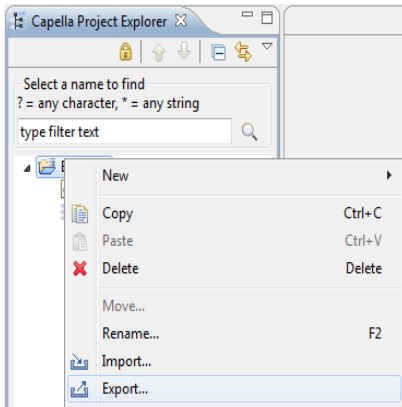 Capella Project Explorer
Select a name to find
? = any character, * = any string
type filter text
New
Copy Ctrl+C
Paste Ctrl+V
Delete Delete
Move...
Rename... F2
Import...
Export...